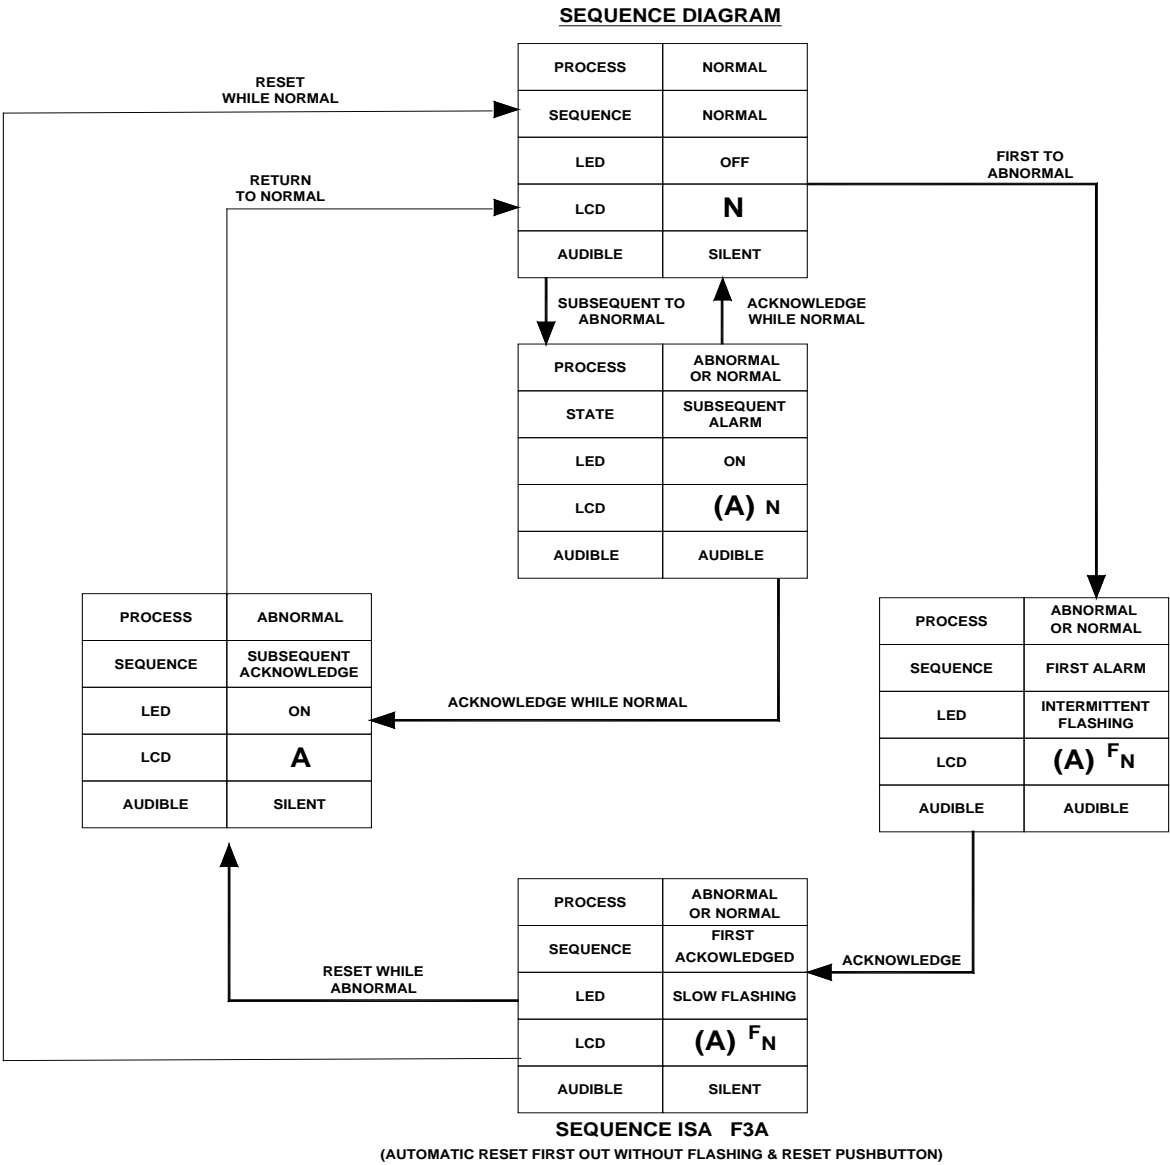 SEQUENCE DIAGRAM
PROCESS NORMAL
SEQUENCE NORMAL
LED OFF
LCD N
AUDIBLE SILENT
RESET
WHILE NORMAL
RETURN
TO NORMAL
FIRST TO
ABNORMAL
SUBSEQUENT TO
ABNORMAL
ACKNOWLEDGE
WHILE NORMAL
PROCESS ABNORMAL
OR NORMAL
STATE SUBSEQUENT
ALARM
LED ON
LCD (A) N
AUDIBLE AUDIBLE
PROCESS ABNORMAL
SEQUENCE SUBSEQUENT
ACKNOWLEDGE
LED ON
LCD A
AUDIBLE SILENT
ACKNOWLEDGE WHILE NORMAL
PROCESS ABNORMAL
OR NORMAL
SEQUENCE FIRST ALARM
LED INTERMITTENT
FLASHING
LCD (A) F N
AUDIBLE AUDIBLE
RESET WHILE
ABNORMAL
ACKNOWLEDGE
PROCESS ABNORMAL
OR NORMAL
SEQUENCE FIRST
ACKOWLEDGED
LED SLOW FLASHING
LCD (A) F N
AUDIBLE SILENT
SEQUENCE ISA F3A
(AUTOMATIC RESET FIRST OUT WITHOUT FLASHING & RESET PUSHBUTTON)